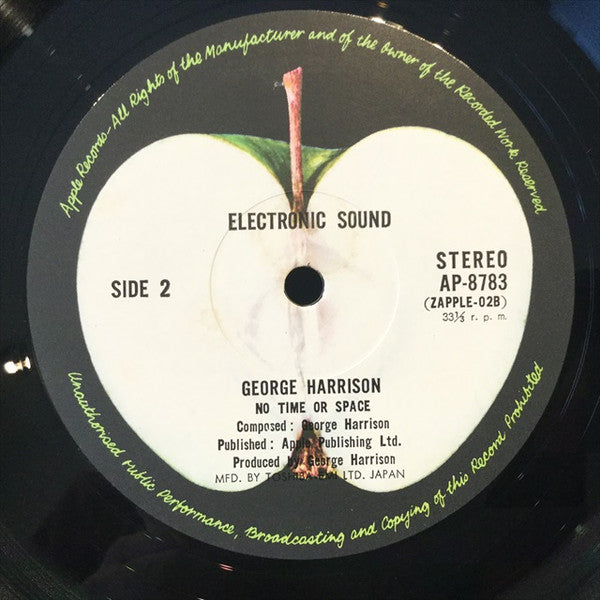 Apple Records-All Rights of the Manufacturer and of the Owner of the Recorded Work Reserved
ELECTRONIC SOUND
STEREO
AP-8783
(ZAPPLE-02B)
33⅓ r. p. m.
SIDE 2
GEORGE HARRISON
NO TIME OR SPACE
Composed : George Harrison
Published : Apple Publishing Ltd.
Produced by George Harrison
MFD. BY TOSHIBA-EMI LTD. JAPAN
Unauthorised Public Performance, Broadcasting and Copying of this Record Prohibited